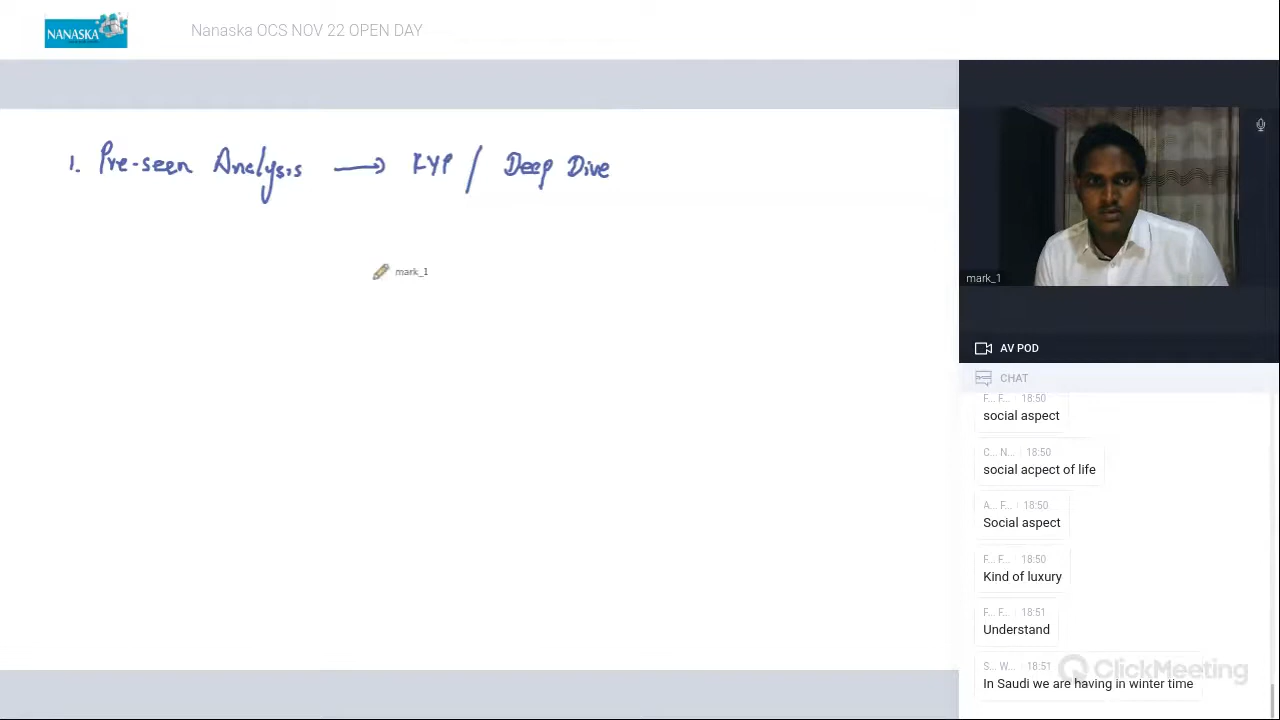 NANASKA
Nanaska OCS NOV 22 OPEN DAY
1. Pre-seen Analysis → KYP / Deep Dive
mark_1
mark_1
AV POD
CHAT
F... F... 18:50
social aspect
C... N... 18:50
social acpect of life
A... F... 18:50
Social aspect
F... F... 18:50
Kind of luxury
F... F... 18:51
Understand
S... W... 18:51
In Saudi we are having in winter time
ClickMeeting